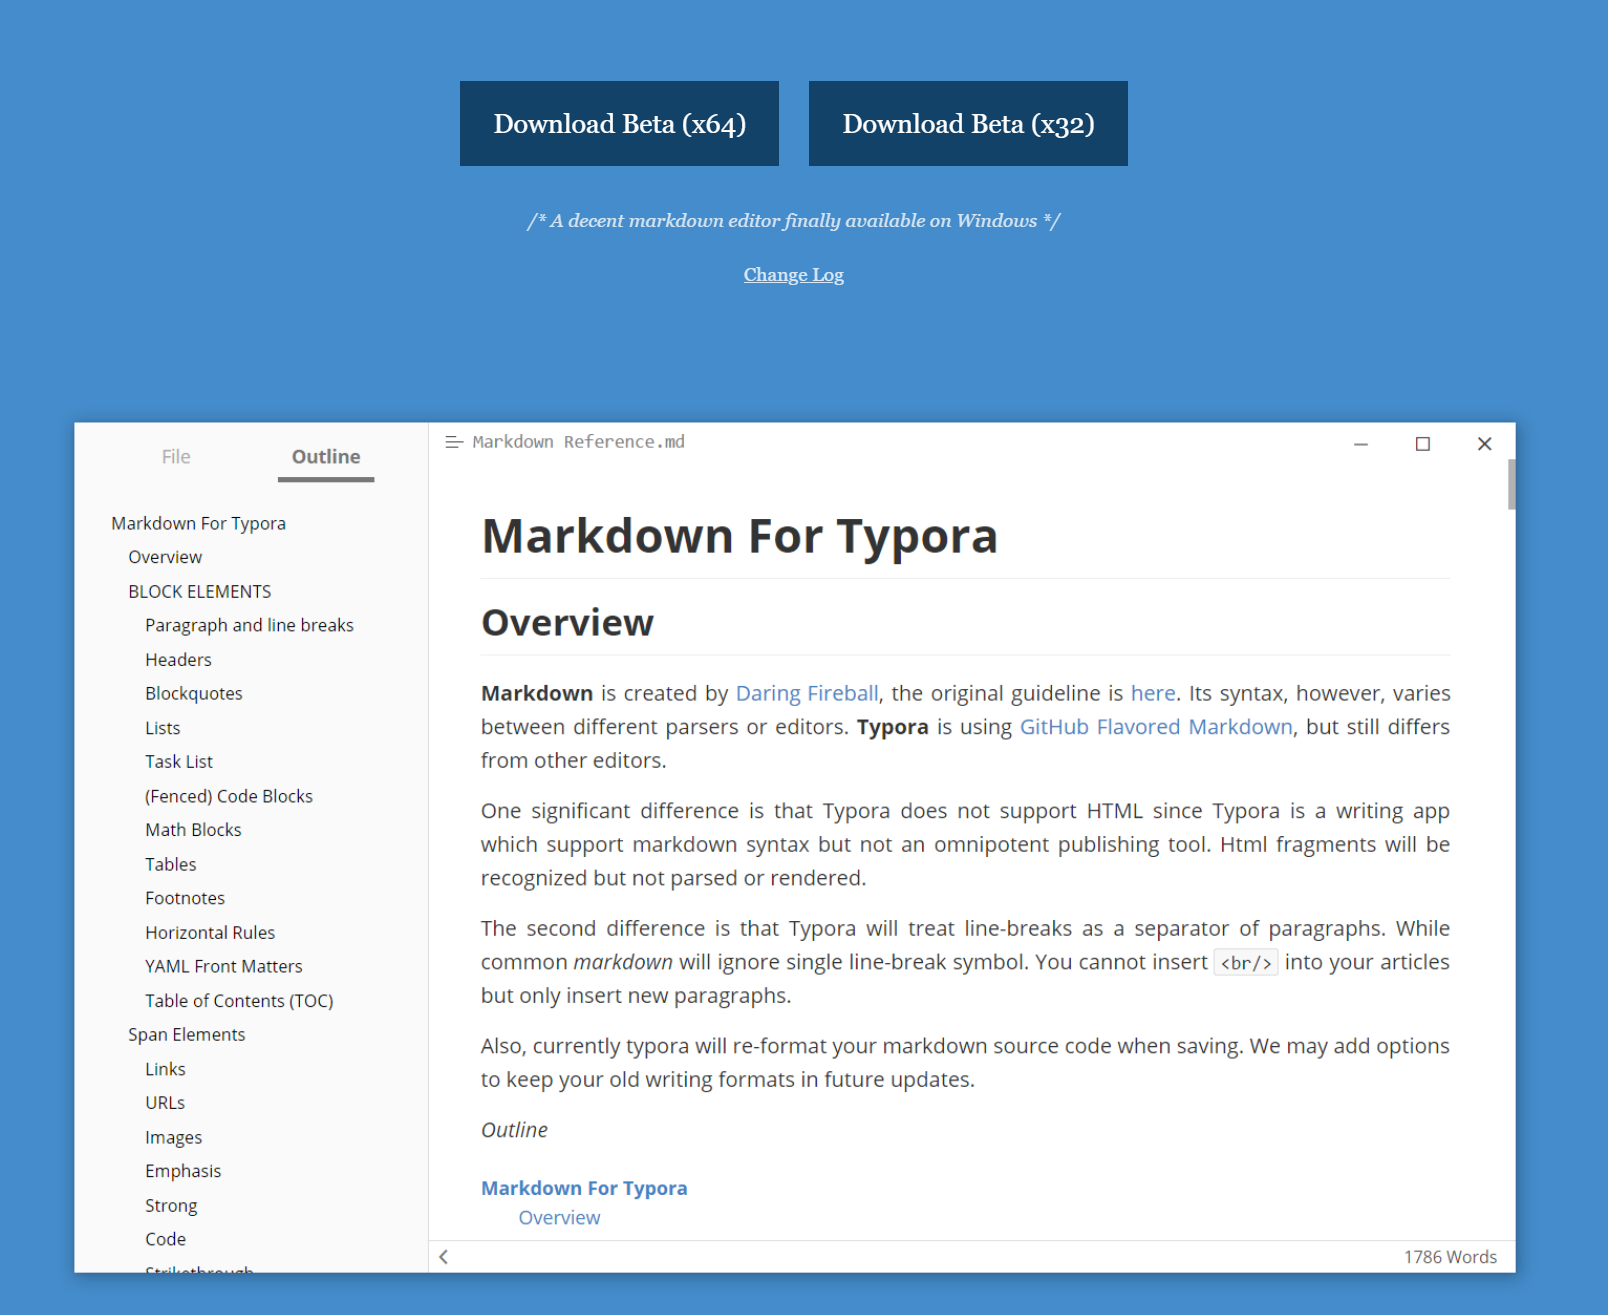 Download Beta (x64)
Download Beta (x32)
/* A decent markdown editor finally available on Windows */
Change Log
File
Outline
Markdown For Typora
Overview
BLOCK ELEMENTS
Paragraph and line breaks
Headers
Blockquotes
Lists
Task List
(Fenced) Code Blocks
Math Blocks
Tables
Footnotes
Horizontal Rules
YAML Front Matters
Table of Contents (TOC)
Span Elements
Links
URLs
Images
Emphasis
Strong
Code
Strikethrough
Markdown Reference.md
Markdown For Typora
Overview
Markdown is created by Daring Fireball, the original guideline is here. Its syntax, however, varies
between different parsers or editors. Typora is using GitHub Flavored Markdown, but still differs
from other editors.
One significant difference is that Typora does not support HTML since Typora is a writing app
which support markdown syntax but not an omnipotent publishing tool. Html fragments will be
recognized but not parsed or rendered.
The second difference is that Typora will treat line-breaks as a separator of paragraphs. While
common markdown will ignore single line-break symbol. You cannot insert <br/> into your articles
but only insert new paragraphs.
Also, currently typora will re-format your markdown source code when saving. We may add options
to keep your old writing formats in future updates.
Outline
Markdown For Typora
Overview
1786 Words